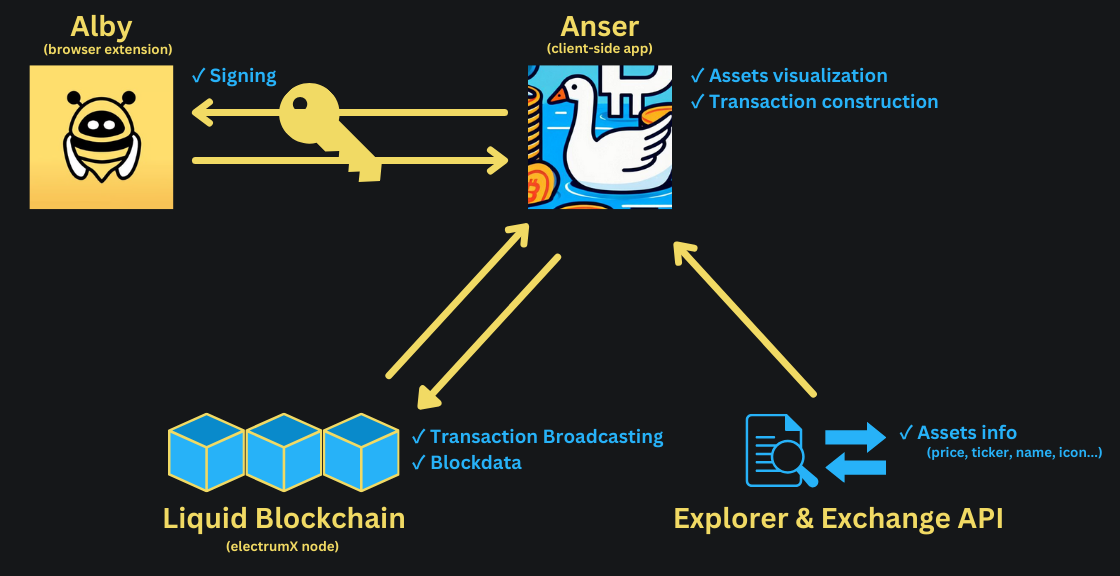 Alby
(browser extension)
✓ Signing
Anser
(client-side app)
✓ Assets visualization
✓ Transaction construction
✓ Transaction Broadcasting
✓ Blockdata
Liquid Blockchain
(electrumX node)
✓ Assets info
(price, ticker, name, icon...)
Explorer & Exchange API